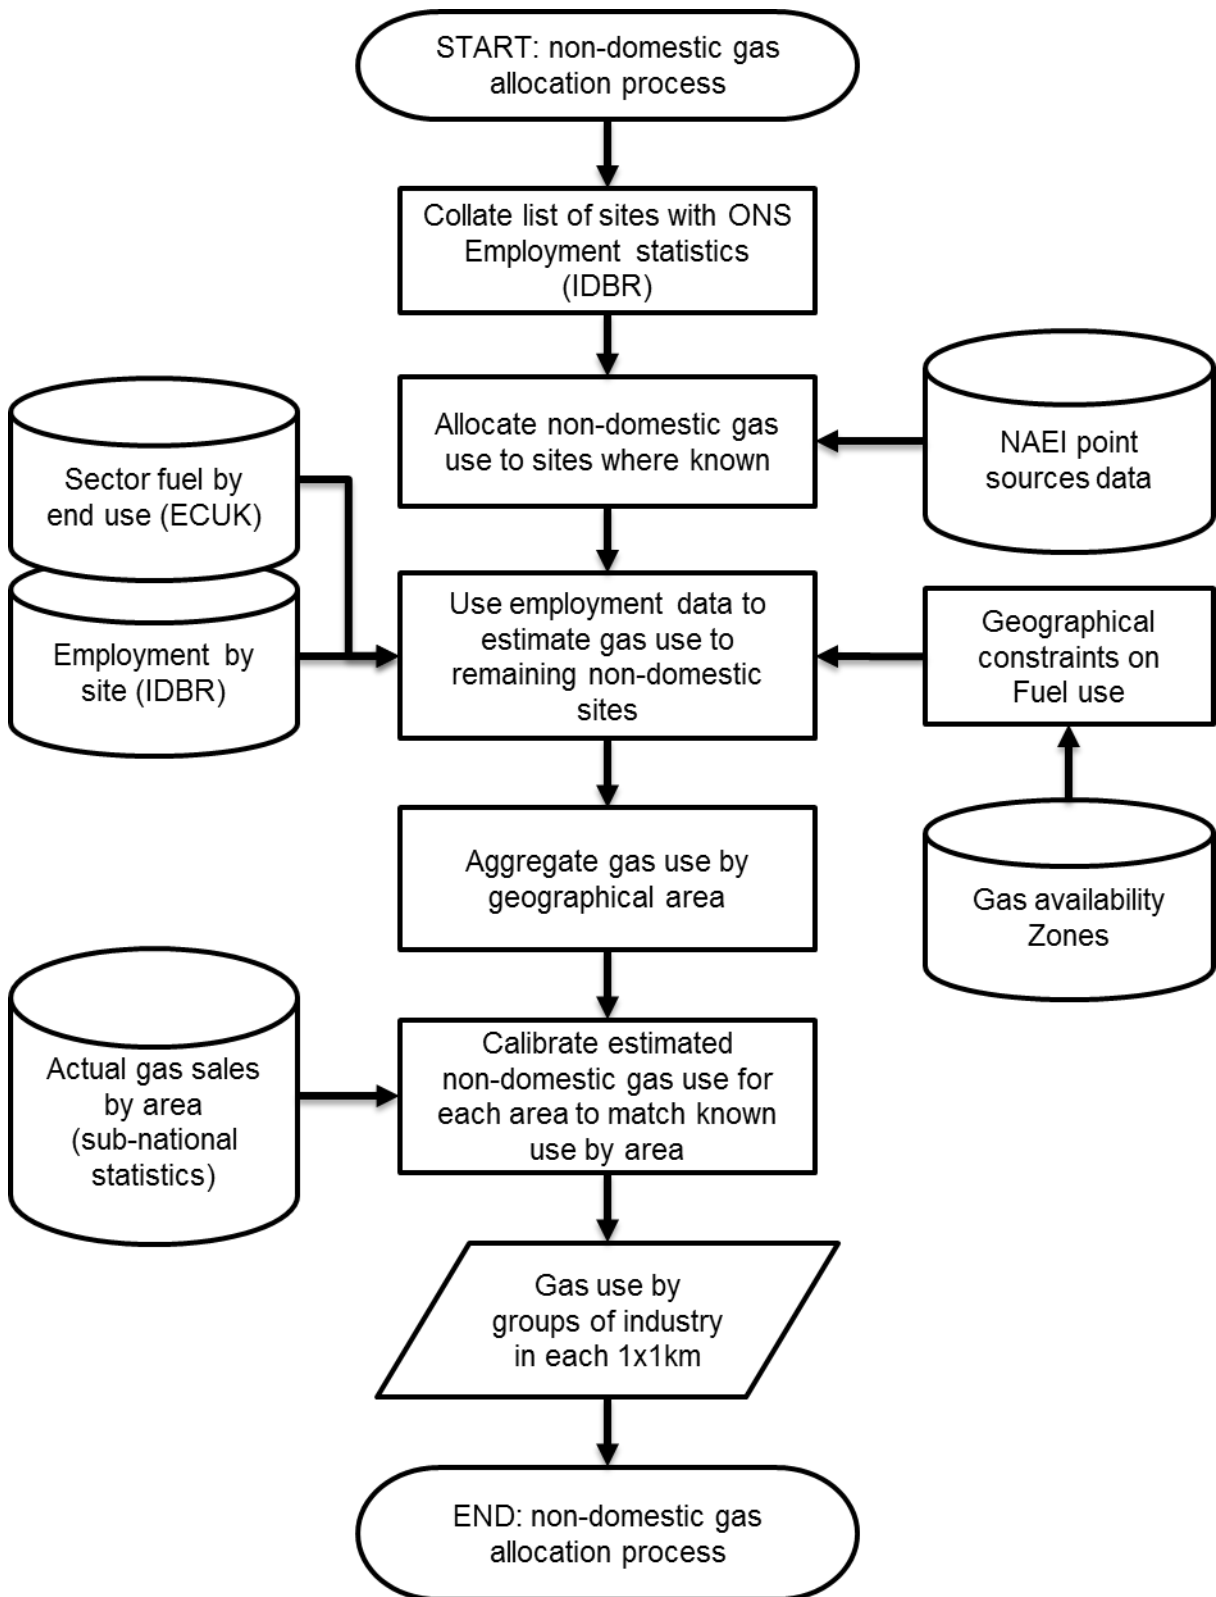 START: non-domestic gas
allocation process
Collate list of sites with ONS
Employment statistics
(IDBR)
Allocate non-domestic gas
use to sites where known
NAEI point
sources data
Sector fuel by
end use (ECUK)
Employment by
site (IDBR)
Use employment data to
estimate gas use to
remaining non-domestic
sites
Geographical
constraints on
Fuel use
Gas availability
Zones
Aggregate gas use by
geographical area
Actual gas sales
by area
(sub-national
statistics)
Calibrate estimated
non-domestic gas use for
each area to match known
use by area
Gas use by
groups of industry
in each 1x1km
END: non-domestic gas
allocation process